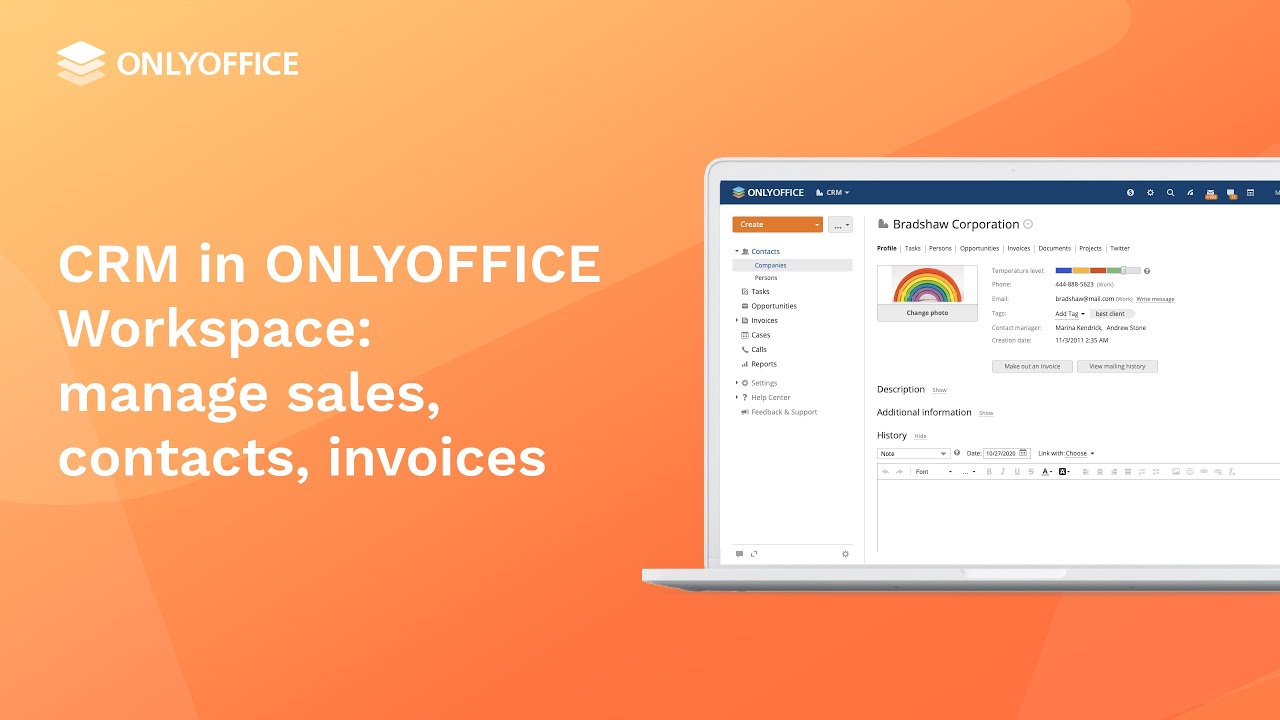 ONLYOFFICE
CRM in ONLYOFFICE
Workspace:
manage sales,
contacts, invoices
ONLYOFFICE CRM
Create ...
Contacts
Companies
Persons
Tasks
Opportunities
Invoices
Cases
Calls
Reports
Settings
Help Center
Feedback & Support
Bradshaw Corporation
Profile Tasks Persons Opportunities Invoices Documents Projects Twitter
Change photo
Temperature level:
Phone: 444-888-5623 (Work)
Email: bradshaw@mail.com (Work) Write message
Tags: Add Tag best client
Contact manager: Marina Kendrick, Andrew Stone
Creation date: 11/3/2011 2:35 AM
Make out an invoice View mailing history
Description Show
Additional information Show
History Hide
Note Date: 10/27/2020 Link with: Choose
Font ... B I U S A A